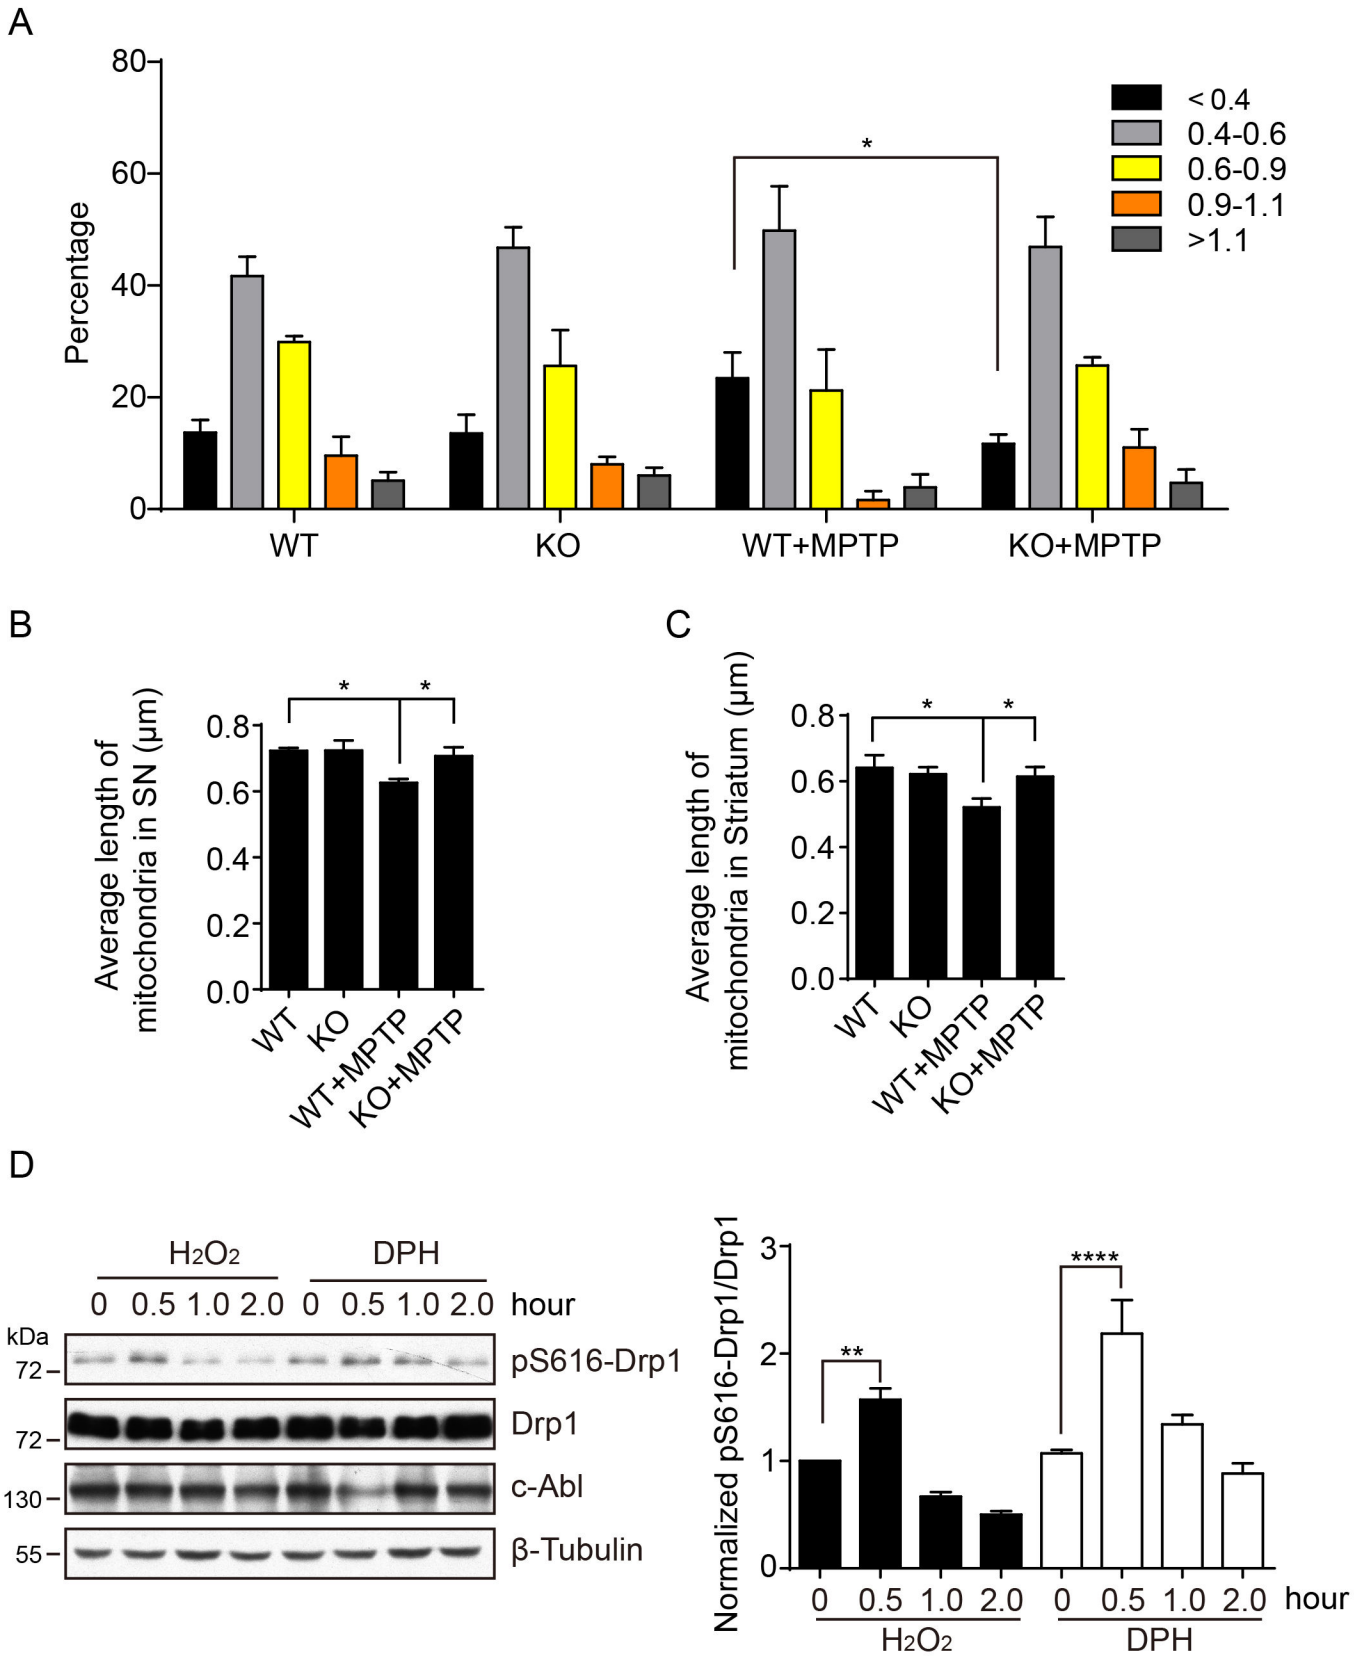 A
80
60
40
20
0
Percentage
*
< 0.4
0.4-0.6
0.6-0.9
0.9-1.1
>1.1
WT KO WT+MPTP KO+MPTP
B
Average length of
mitochondria in SN (μm)
* *
0.8
0.6
0.4
0.2
0.0
WT
KO
WT+MPTP
KO+MPTP
C
Average length of
mitochondria in Striatum (μm)
* *
0.8
0.6
0.4
0.2
0.0
WT
KO
WT+MPTP
KO+MPTP
D
H2O2 DPH
0 0.5 1.0 2.0 0 0.5 1.0 2.0 hour
kDa
72 pS616-Drp1
72 Drp1
130 c-Abl
55 β-Tubulin
Normalized pS616-Drp1/Drp1
3
2
1
0
** ****
0 0.5 1.0 2.0 0 0.5 1.0 2.0 hour
H2O2 DPH